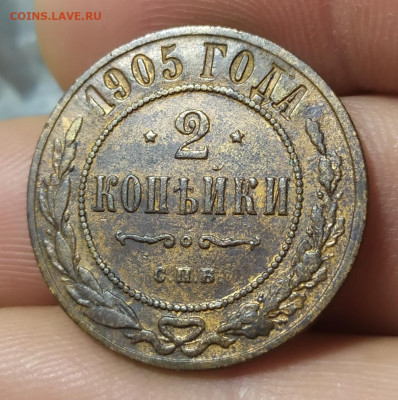 COINS.LAVE.RU
1905 ГОДА
2
КОПѢЙКИ
С.П.Б.